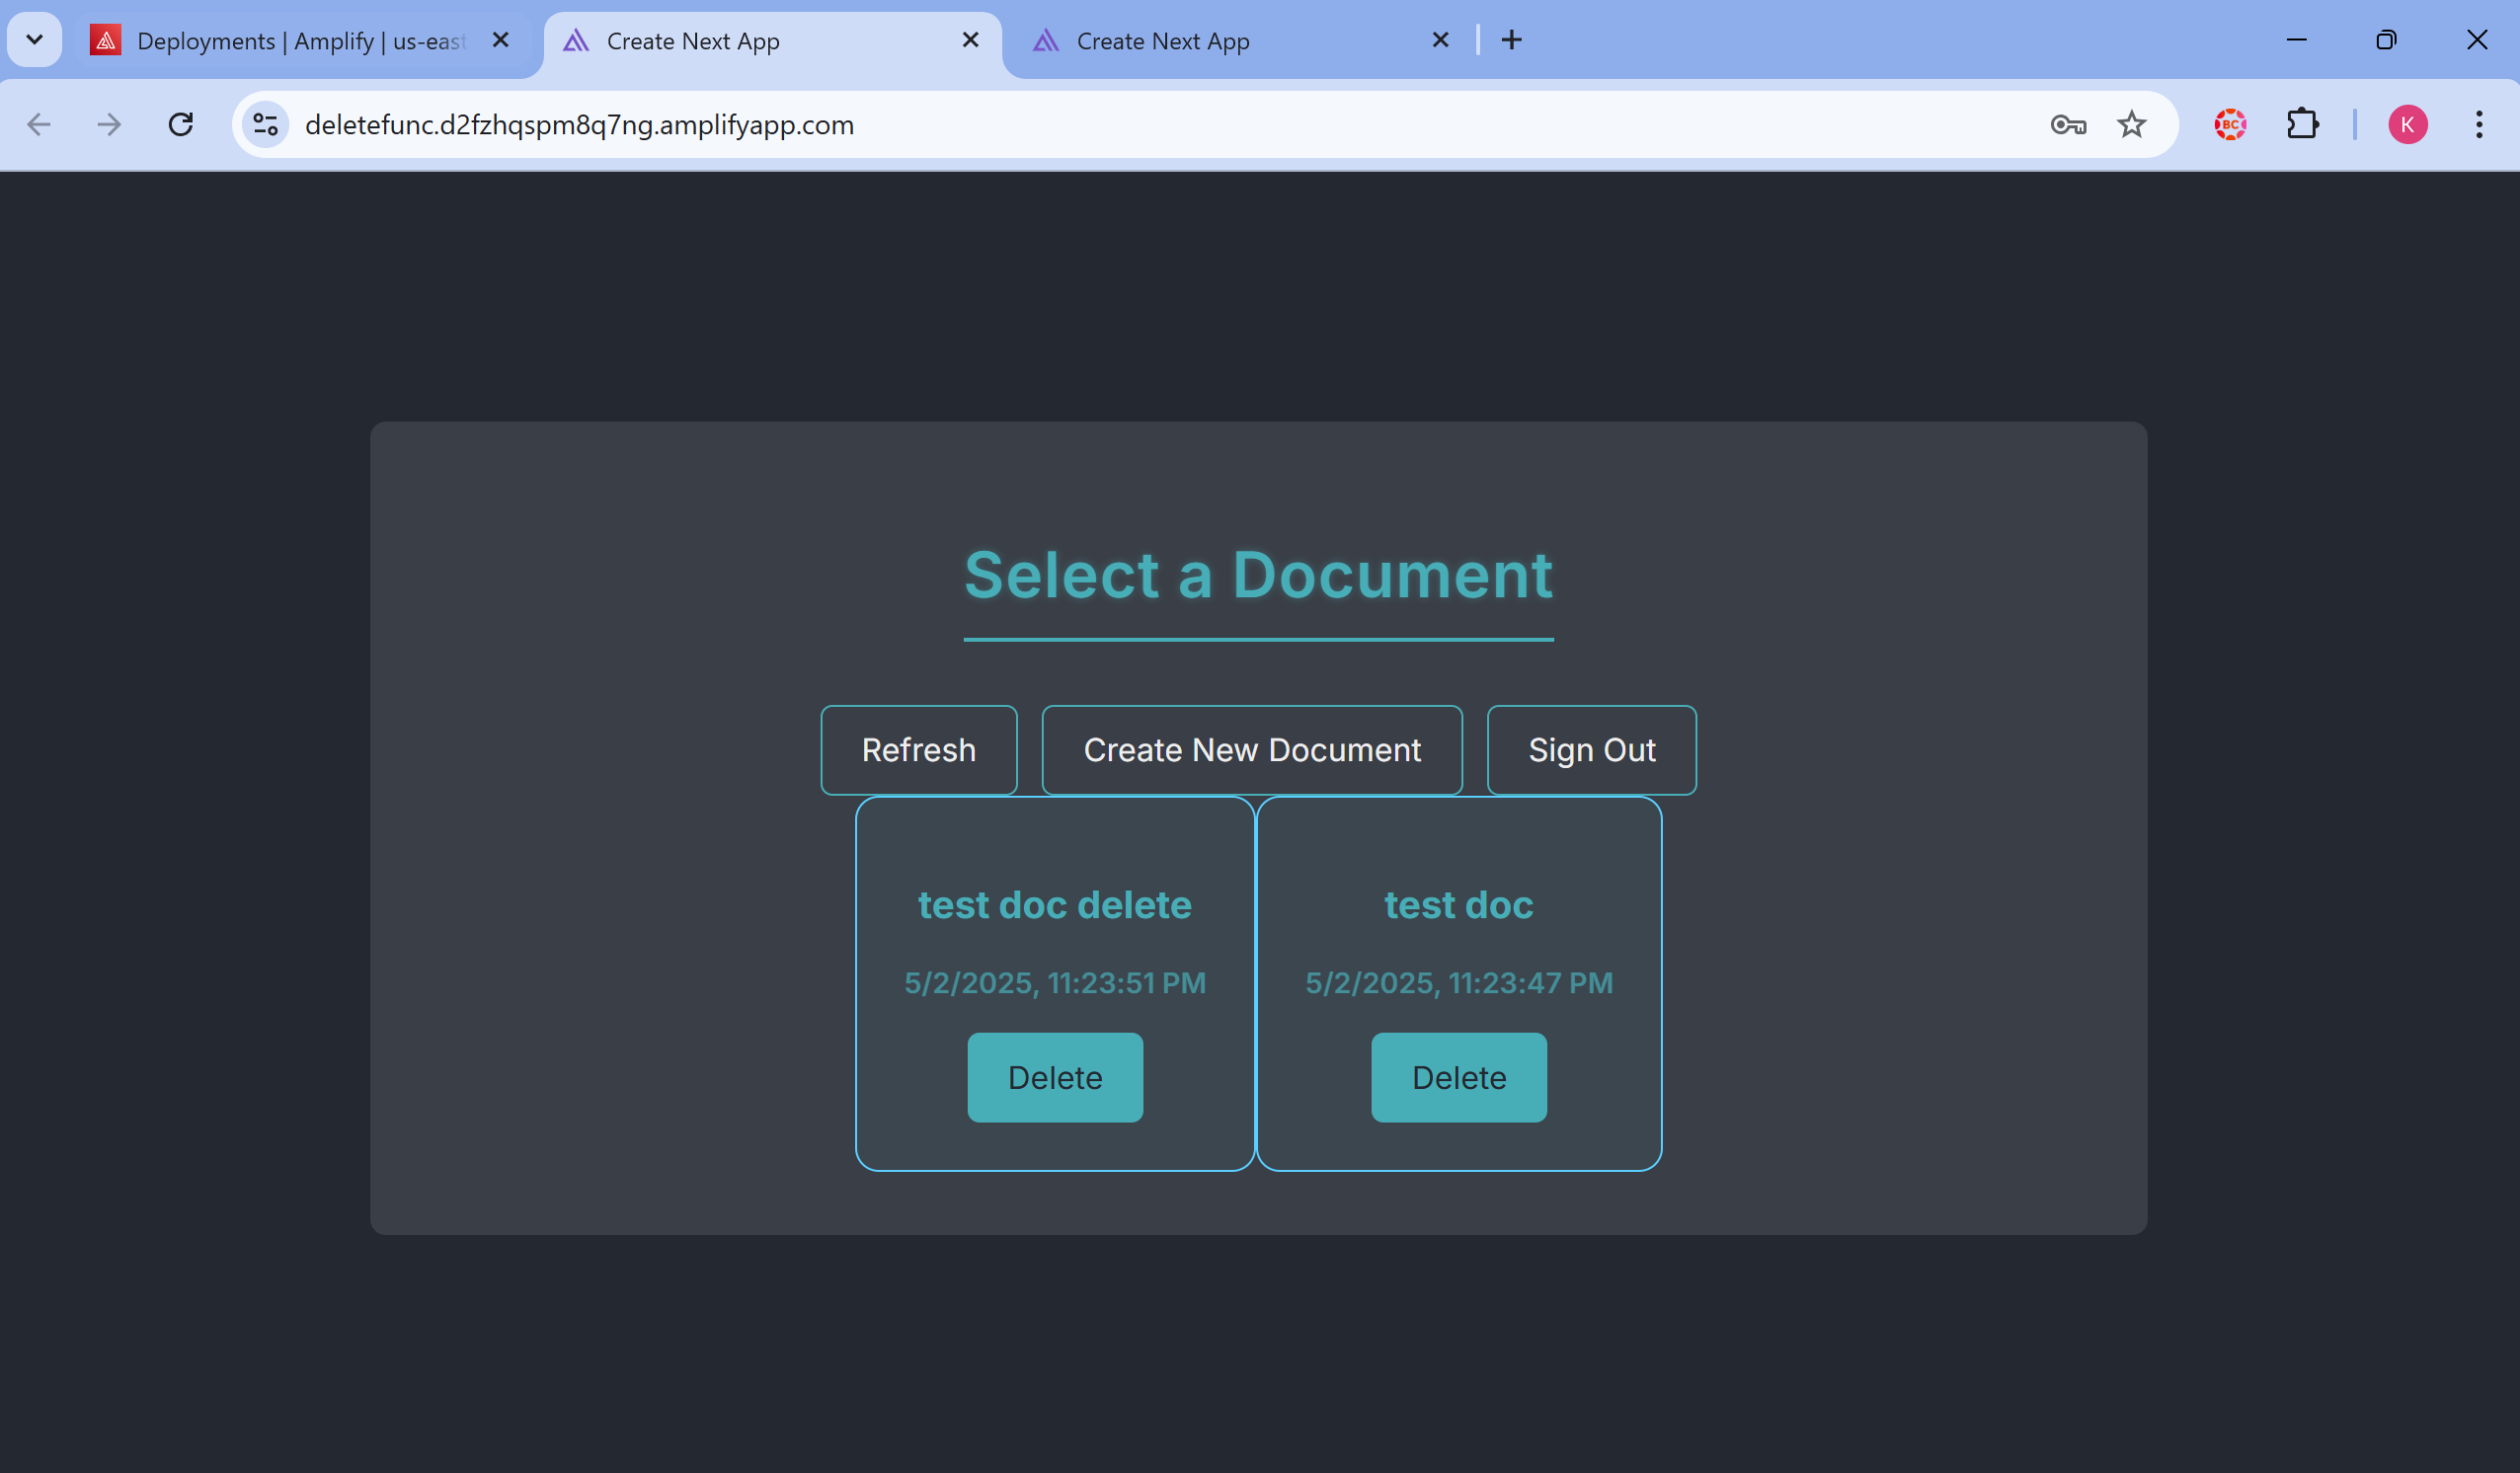 Deployments | Amplify | us-east
Create Next App
Create Next App
deletefunc.d2fzhqspm8q7ng.amplifyapp.com
BC
K
Select a Document
Refresh
Create New Document
Sign Out
test doc delete
test doc
5/2/2025, 11:23:51 PM
5/2/2025, 11:23:47 PM
Delete
Delete